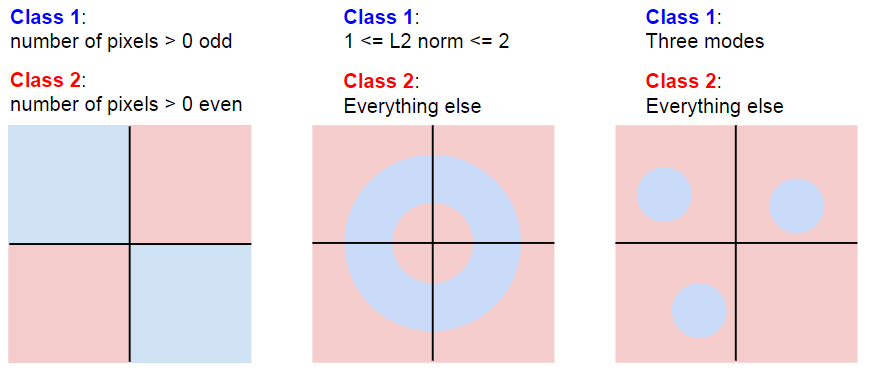 Class 1:
number of pixels > 0 odd
Class 2:
number of pixels > 0 even
Class 1:
1 <= L2 norm <= 2
Class 2:
Everything else
Class 1:
Three modes
Class 2:
Everything else